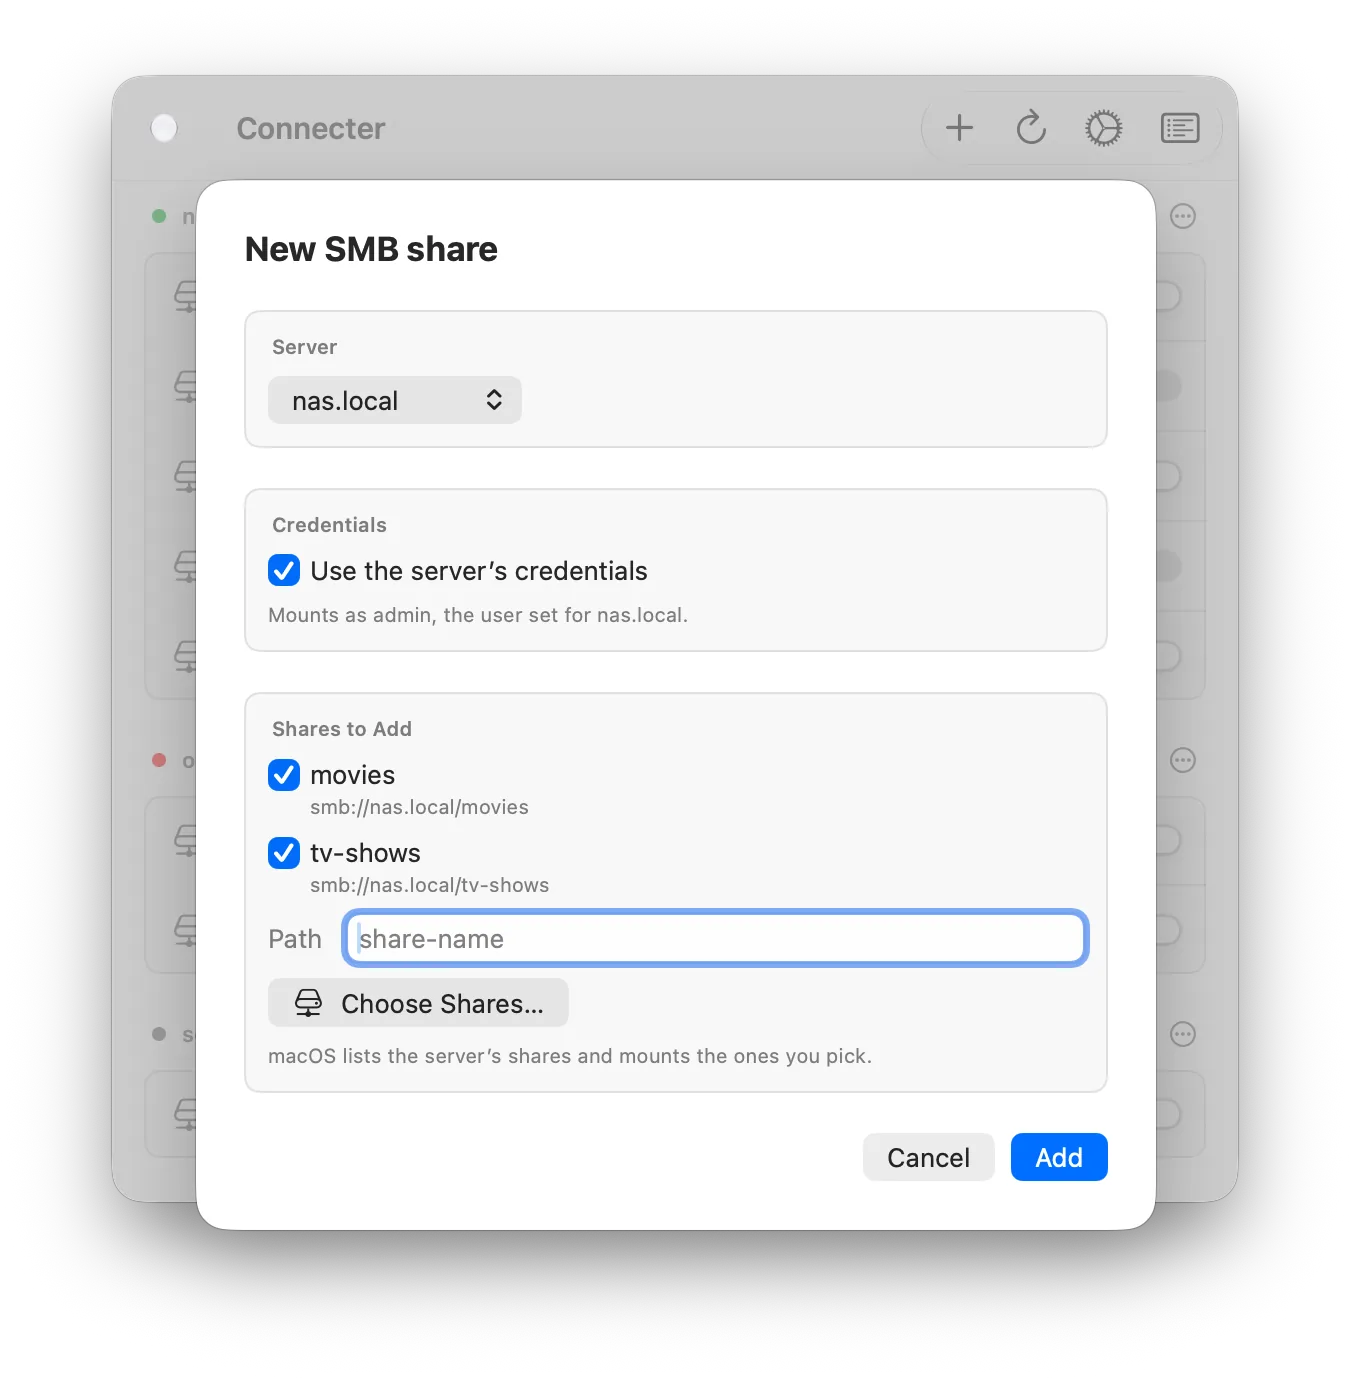 Connecter
New SMB share
Server
nas.local
Credentials
Use the server’s credentials
Mounts as admin, the user set for nas.local.
Shares to Add
movies
smb://nas.local/movies
tv-shows
smb://nas.local/tv-shows
Path share-name
Choose Shares...
macOS lists the server’s shares and mounts the ones you pick.
Cancel Add